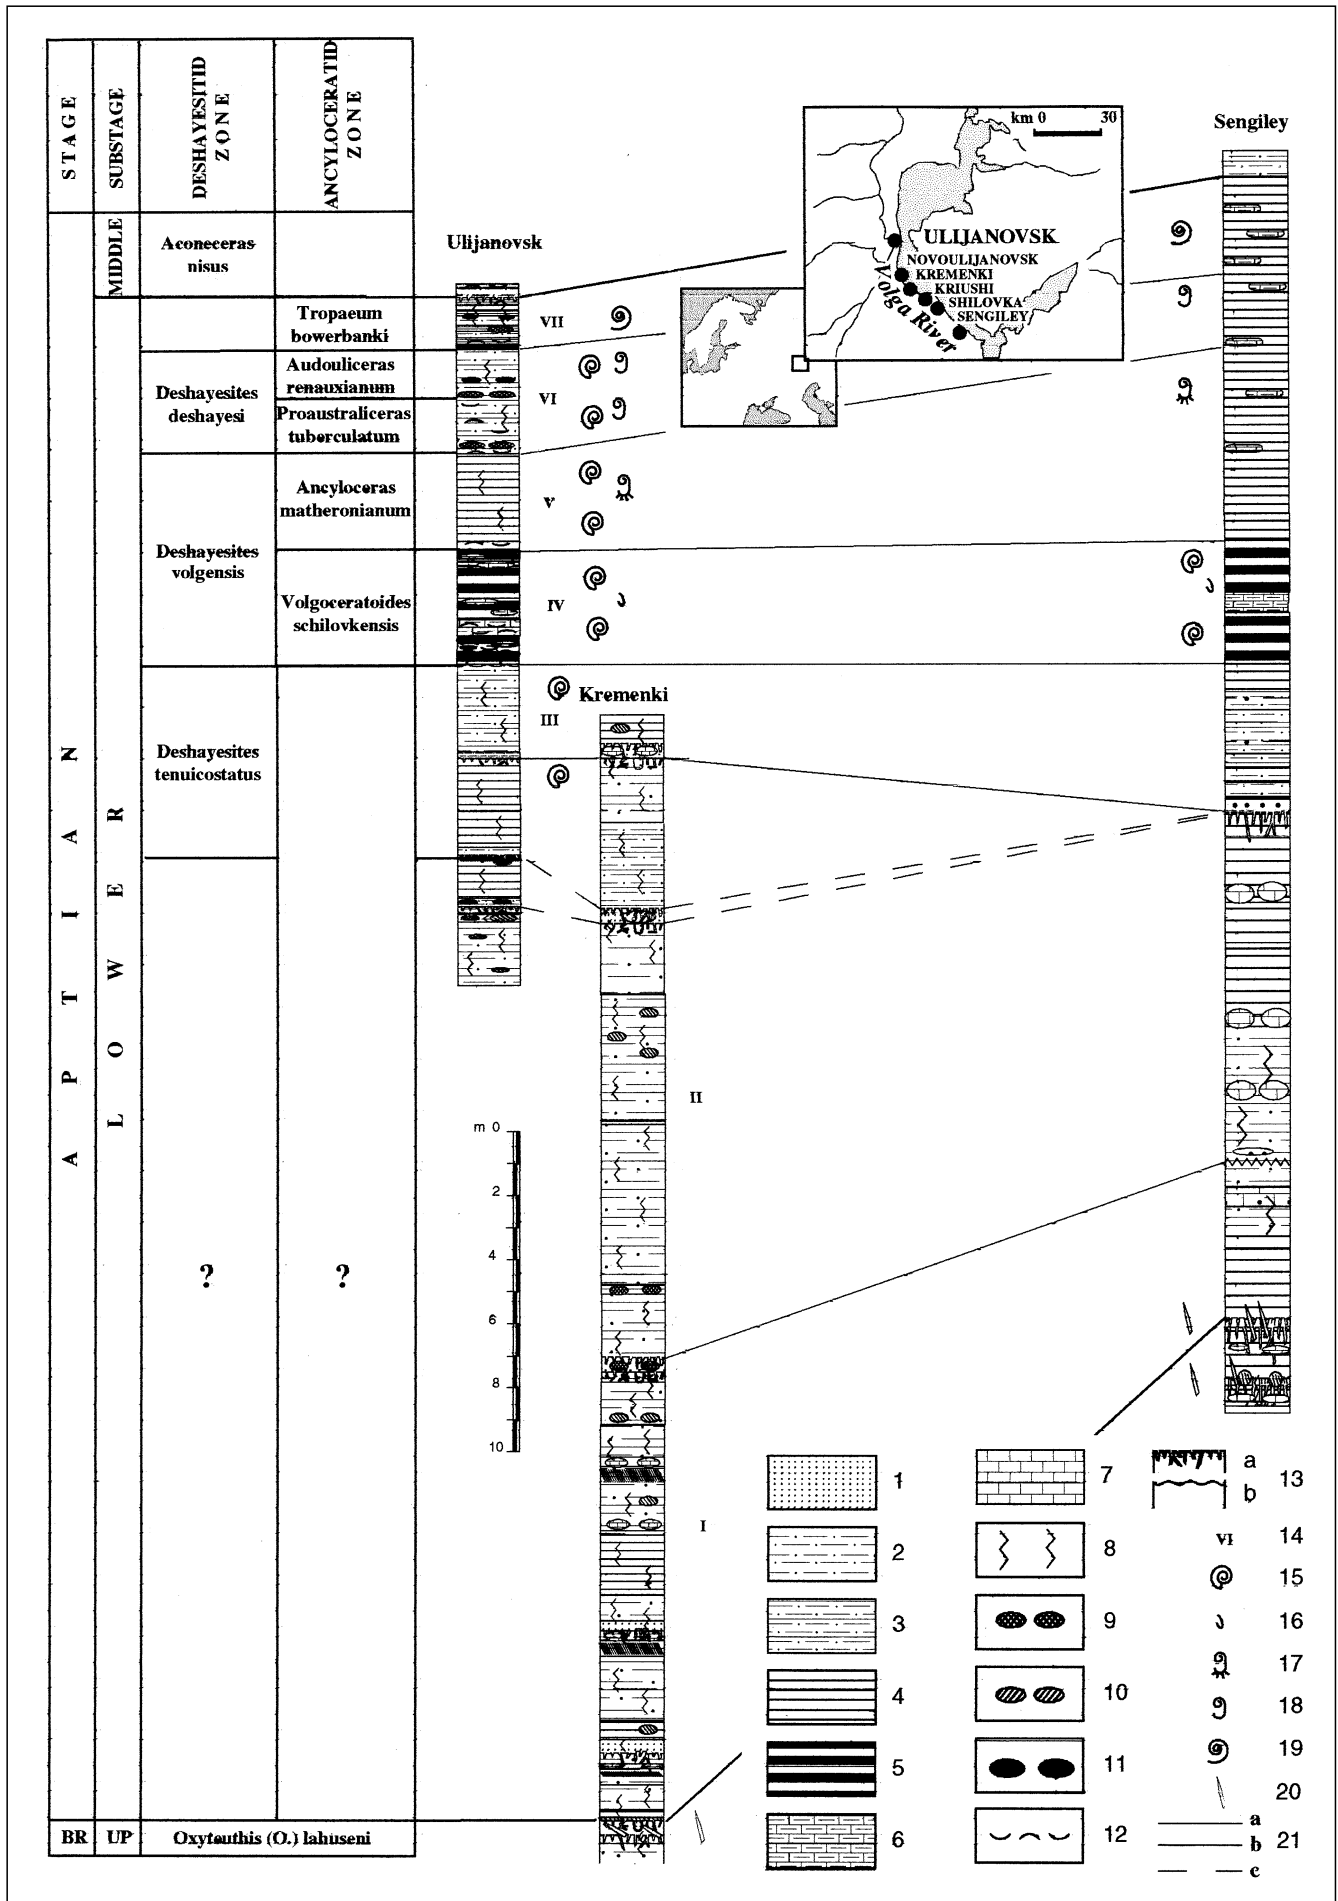 STAGE
SUBSTAGE
DESHAYESITID
ZONE
ANCYLOCERATID
ZONE
APTIAN
MIDDLE
LOWER
Aconeceras
nisus
Tropaeum
bowerbanki
Deshayesites
deshayesi
Audouliceras
renauxianum
Proaustraliceras
tuberculatum
Deshayesites
volgensis
Ancyloceras
matheronianum
Volgoceratoides
schilovkensis
Deshayesites
tenuicostatus
?
?
BR
UP
Oxyteuthis (O.) lahuseni
Ulijanovsk
VII
VI
V
IV
III
Kremenki
II
I
m 0
2
4
6
8
10
km 0 30
ULIJANOVSK
NOVOULIJANOVSK
KREMENKI
KRIUSHI
SHILOVKA
SENGILEY
Volga River
Sengiley
1
2
3
4
5
6
7
8
9
10
11
12
a
b
13
VI 14
15
16
17
18
19
20
a
b
c
21